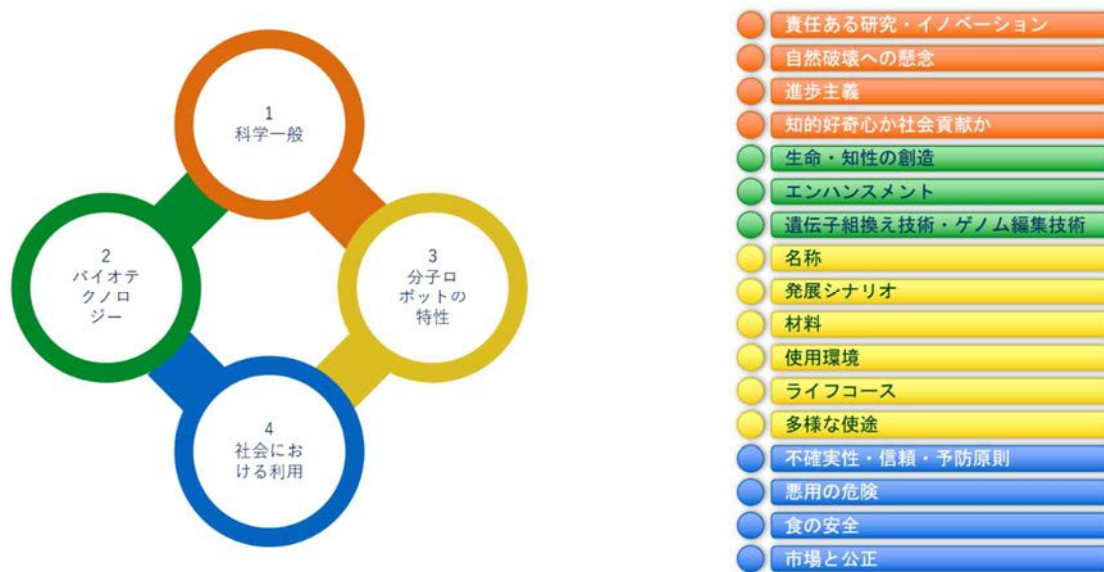 1
科学一般
2
バイオテ
クノロ
ジー
3
分子ロ
ボットの
特性
4
社会にお
ける利用
責任ある研究・イノベーション
自然破壊への懸念
進歩主義
知的好奇心か社会貢献か
生命・知性の創造
エンハンスメント
遺伝子組換え技術・ゲノム編集技術
名称
発展シナリオ
材料
使用環境
ライフコース
多様な使途
不確実性・信頼・予防原則
悪用の危険
食の安全
市場と公正